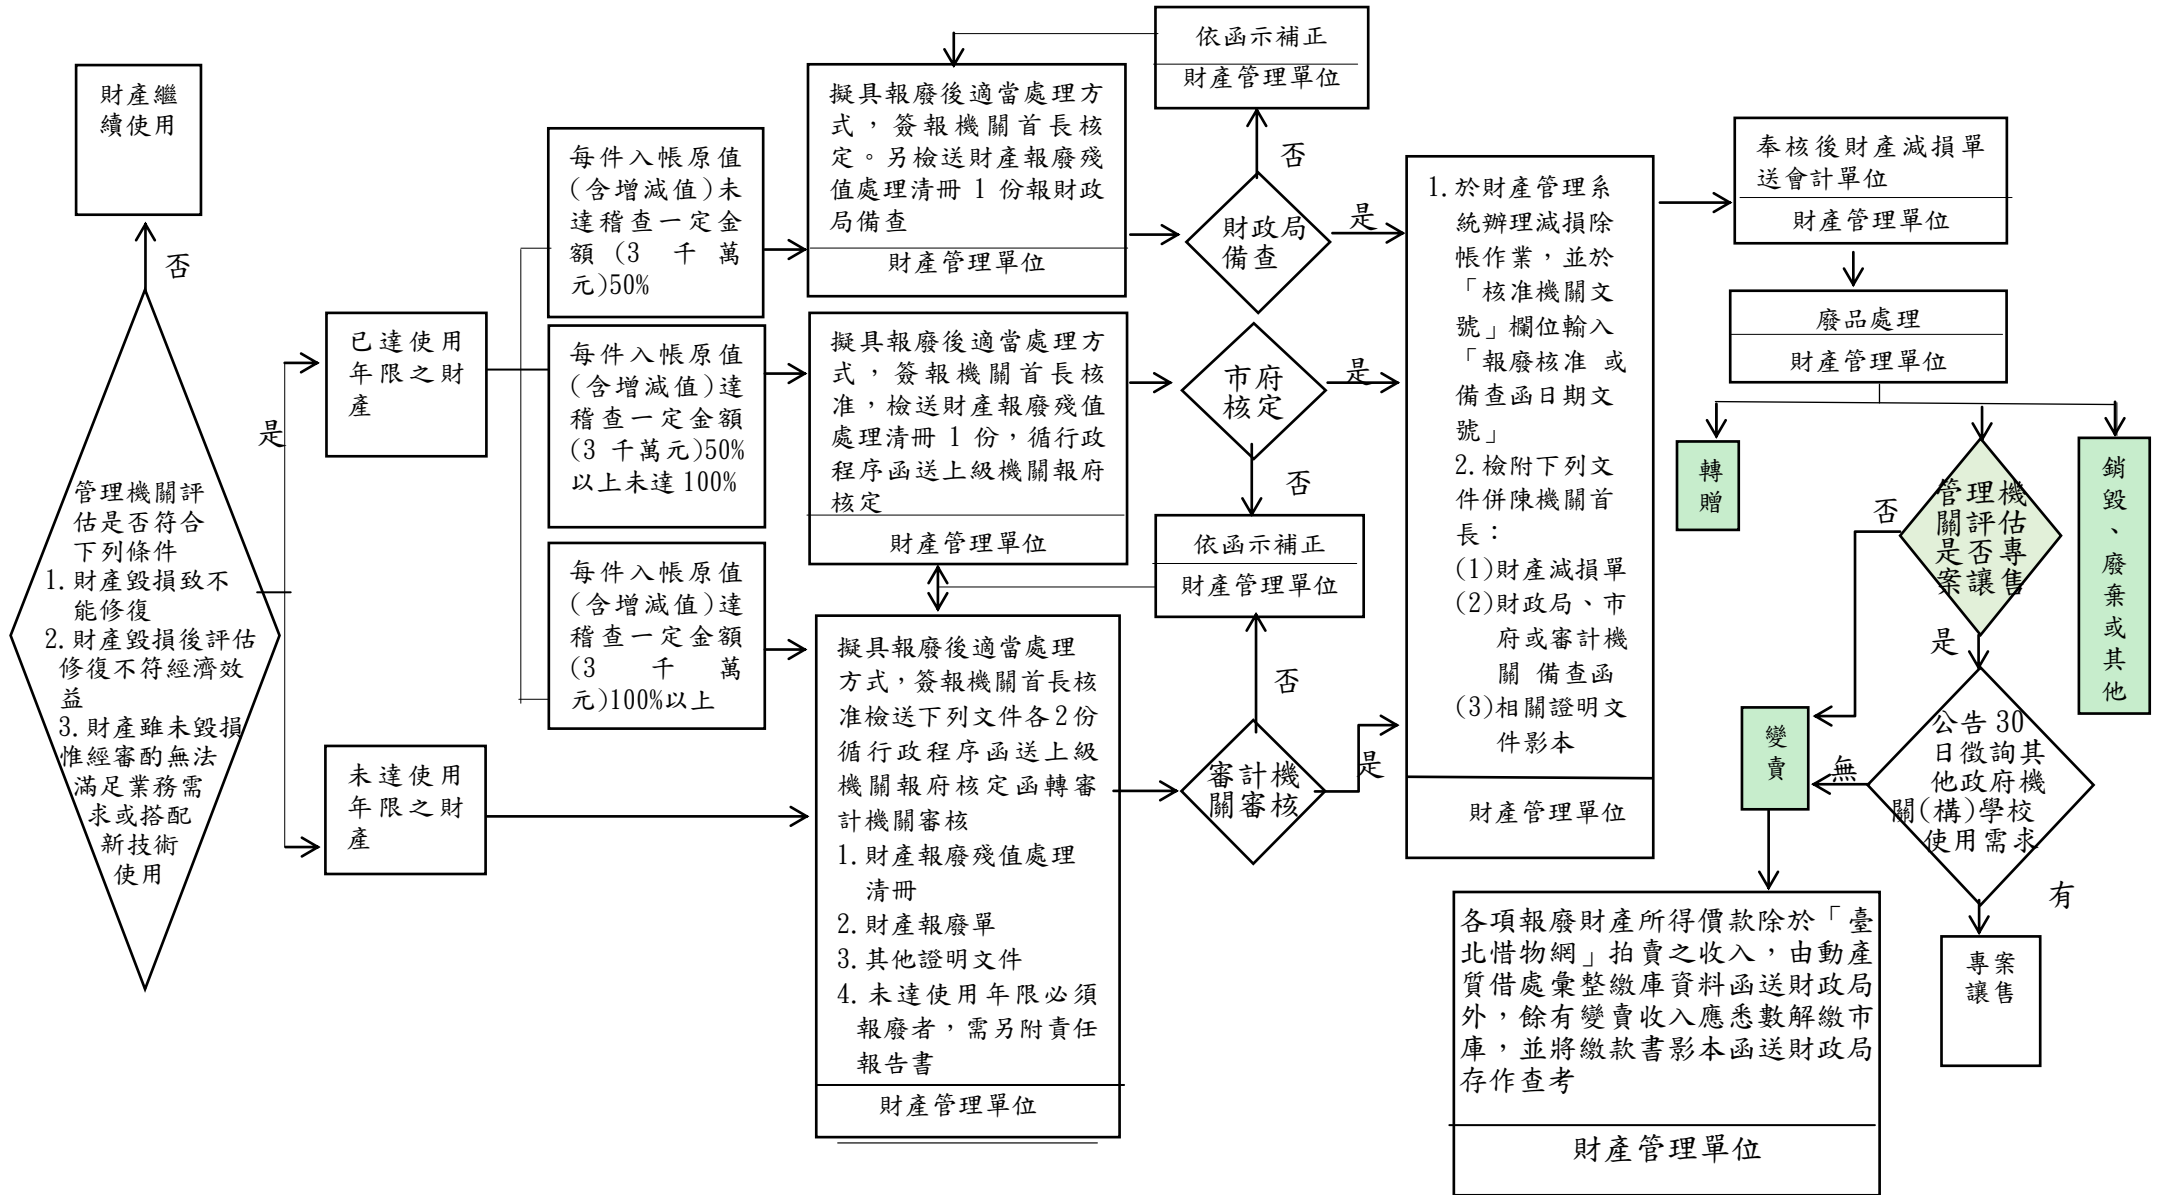 財產繼
續使用
否
管理機關評
估是否符合
下列條件
1.財產毀損致不
能修復
2.財產毀損後評估
修復不符經濟效
益
3.財產雖未毀損
惟經審酌無法
滿足業務需
求或搭配
新技術
使用
是
已達使用
年限之財
產
未達使用
年限之財
產
每件入帳原值
(含增減值)未
達稽查一定金
額(3 千萬
元)50%
每件入帳原值
(含增減值)達
稽查一定金額
(3 千萬元)50%
以上未達 100%
每件入帳原值
(含增減值)達
稽查一定金額
(3 千萬
元)100%以上
擬具報廢後適當處理方
式,簽報機關首長核
定。另檢送財產報廢殘
值處理清冊 1 份報財政
局備查
財產管理單位
擬具報廢後適當處理方
式,簽報機關首長核
准,檢送財產報廢殘值
處理清冊 1 份,循行政
程序函送上級機關報府
核定
財產管理單位
擬具報廢後適當處理
方式,簽報機關首長核
准檢送下列文件各2份
循行政程序函送上級
機關報府核定函轉審
計機關審核
1.財產報廢殘值處理
清冊
2.財產報廢單
3.其他證明文件
4.未達使用年限必須
報廢者,需另附責任
報告書
財產管理單位
依函示補正
財產管理單位
否
財政局
備查
是
市府
核定
是
否
依函示補正
財產管理單位
否
審計機
關審核
是
1.於財產管理系
統辦理減損除
帳作業,並於
「核准機關文
號」欄位輸入
「報廢核准 或
備查函日期文
號」
2.檢附下列文
件併陳機關首
長:
(1)財產減損單
(2)財政局、市
府或審計機
關 備查函
(3)相關證明文
件影本
財產管理單位
奉核後財產減損單
送會計單位
財產管理單位
廢品處理
財產管理單位
轉
贈
管理機
關評估
是否專
案讓售
否
是
銷
毀
、
廢
棄
或
其
他
變
賣
無
公告 30
日徵詢其
他政府機
關(構)學校
使用需求
有
專案
讓售
各項報廢財產所得價款除於「臺
北惜物網」拍賣之收入,由動產
質借處彙整繳庫資料函送財政局
外,餘有變賣收入應悉數解繳市
庫,並將繳款書影本函送財政局
存作查考
財產管理單位